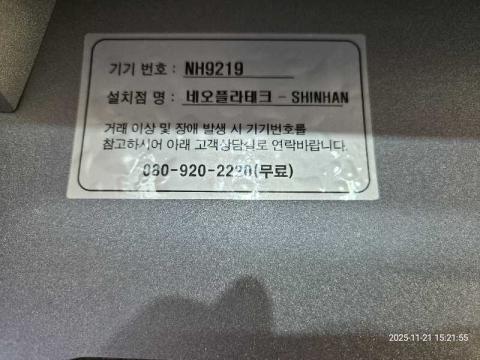 기기 번호 : NH9219
설치점 명 : 네오플라테크 - SHINHAN
거래 이상 및 장애 발생 시 기기번호를
참고하시어 아래 고객상담실로 연락바랍니다.
080-920-2220(무료)
2025-11-21 15:21:55